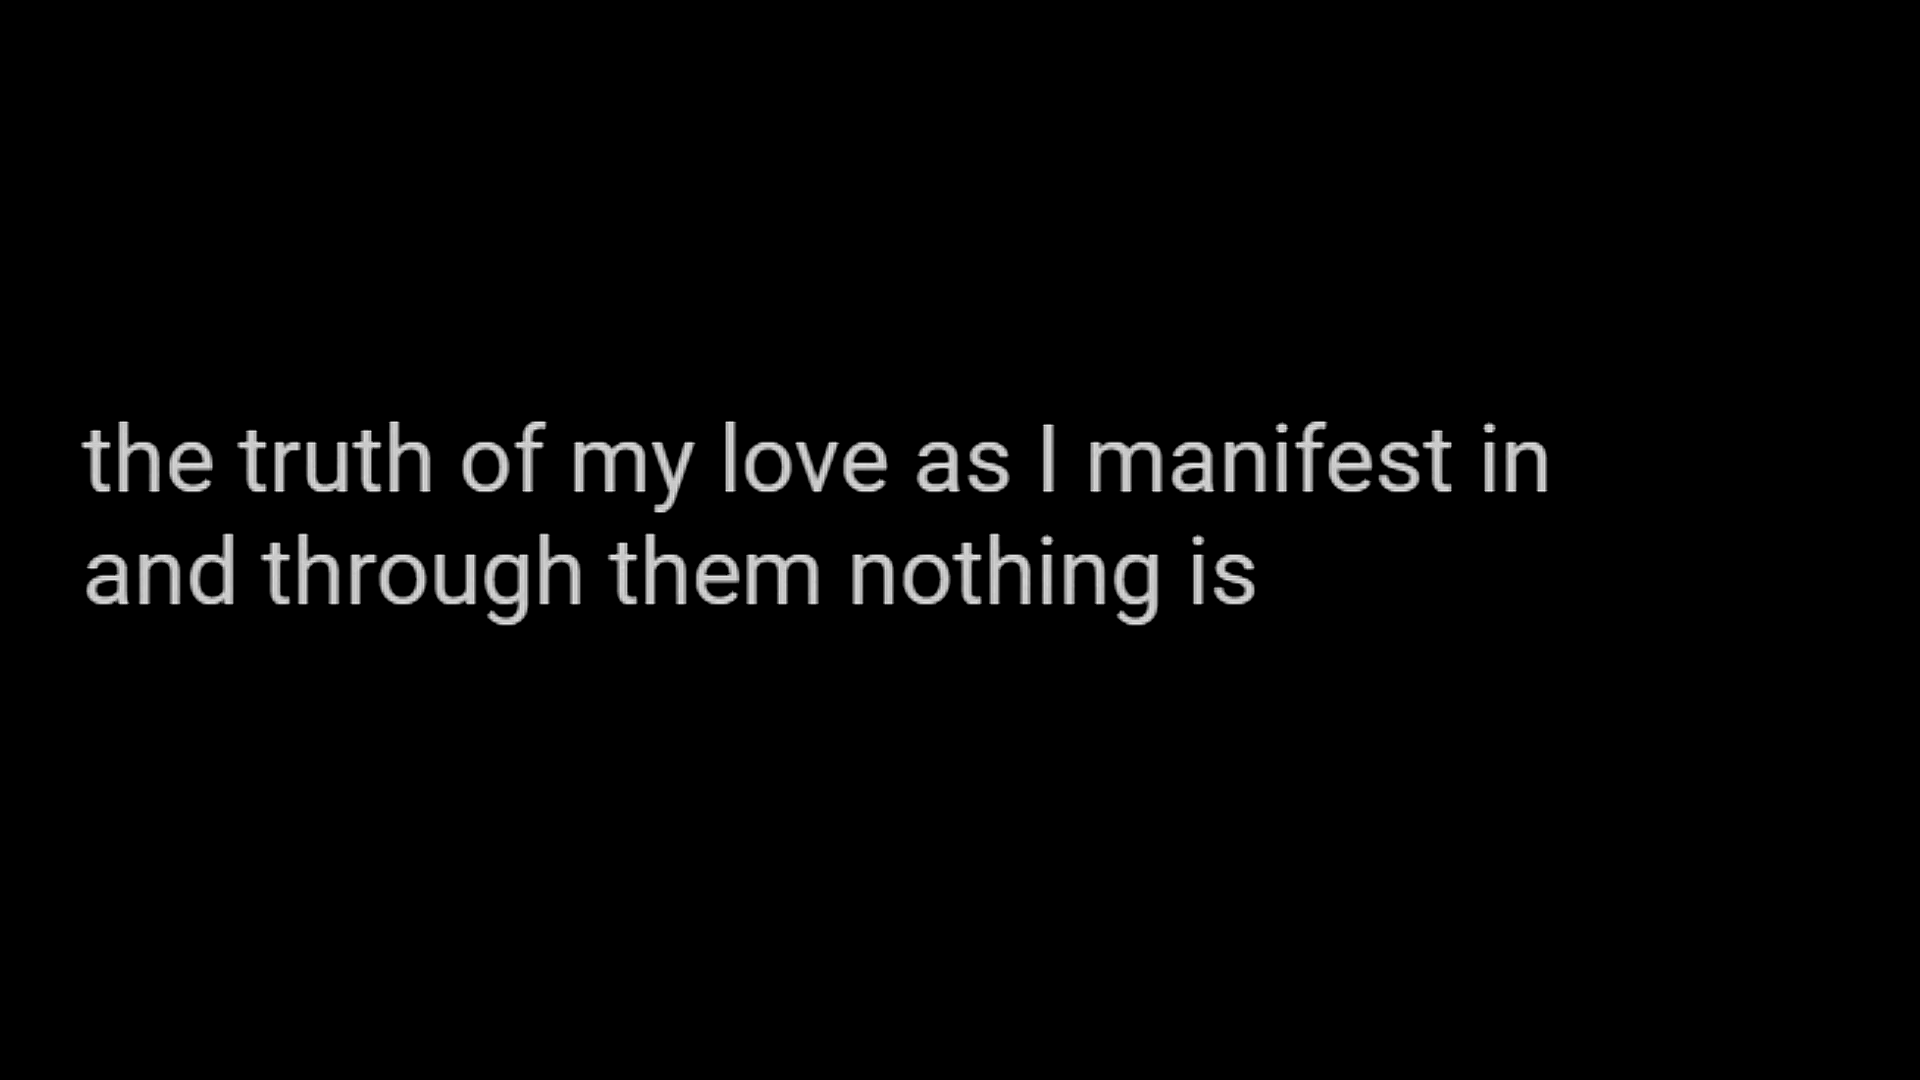 the truth of my love as I manifest in
and through them nothing is